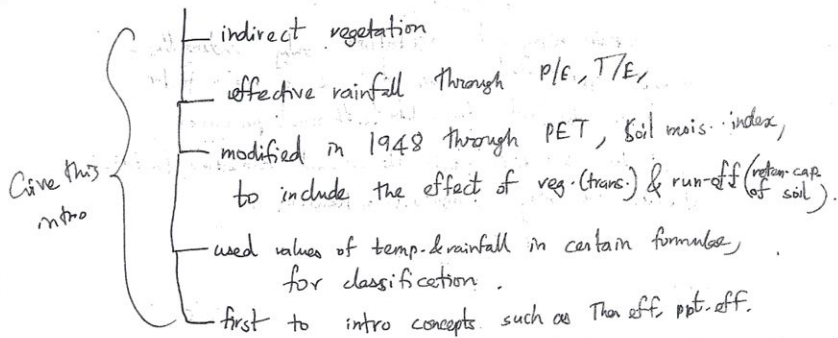 indirect vegetation
effective rainfall through P/E, T/E,
modified in 1948 through PET, Soil mois. index,
to include the effect of veg. (trans.) & run-off (retan. cap. of soil).
Give this intro
used values of temp. & rainfall in certain formulae,
for classification.
first to intro concepts such as Ther eff, ppt. eff.